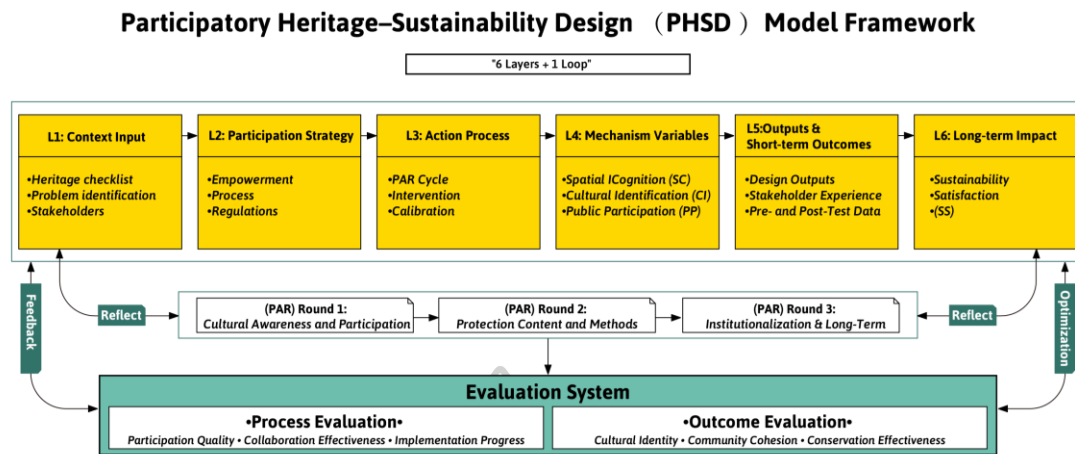 Participatory Heritage–Sustainability Design （PHSD ）Model Framework
"6 Layers + 1 Loop"
L1: Context Input
•Heritage checklist
•Problem identification
•Stakeholders
L2: Participation Strategy
•Empowerment
•Process
•Regulations
L3: Action Process
•PAR Cycle
•Intervention
•Calibration
L4: Mechanism Variables
•Spatial ICognition (SC)
•Cultural Identification (CI)
•Public Participation (PP)
L5:Outputs &
Short-term Outcomes
•Design Outputs
•Stakeholder Experience
•Pre- and Post-Test Data
L6: Long-term Impact
•Sustainability
•Satisfaction
•(SS)
Feedback
Reflect
(PAR) Round 1:
Cultural Awareness and Participation
(PAR) Round 2:
Protection Content and Methods
(PAR) Round 3:
Institutionalization & Long-Term
Reflect
Optimization
Evaluation System
•Process Evaluation•
Participation Quality • Collaboration Effectiveness • Implementation Progress
•Outcome Evaluation•
Cultural Identity • Community Cohesion • Conservation Effectiveness